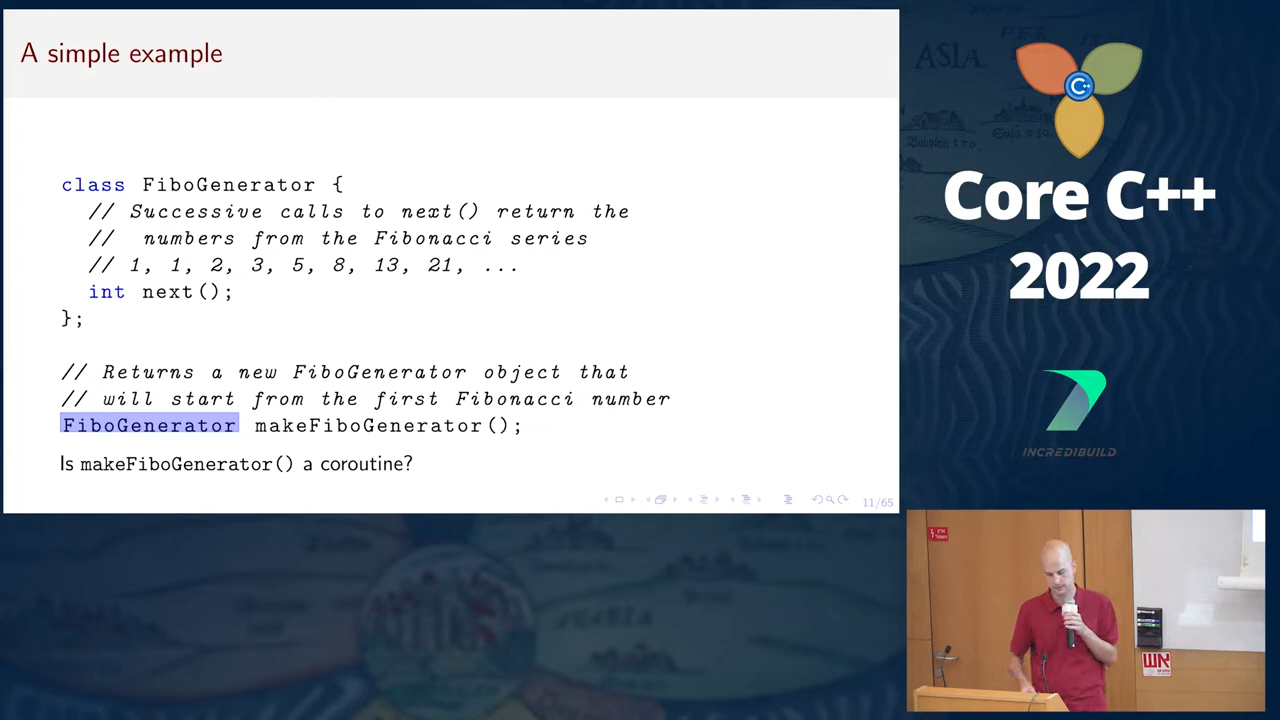 A simple example
class FiboGenerator {
// Successive calls to next() return the
// numbers from the Fibonacci series
// 1, 1, 2, 3, 5, 8, 13, 21, ...
int next();
};
// Returns a new FiboGenerator object that
// will start from the first Fibonacci number
FiboGenerator makeFiboGenerator();
Is makeFiboGenerator() a coroutine?
11/65
ASIA
C++
Core C++
2022
INCREDIBUILD
אש